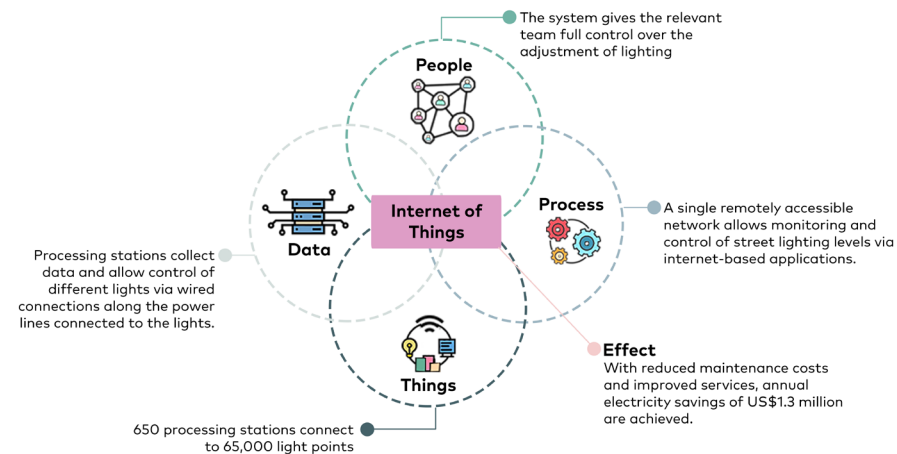 The system gives the relevant
team full control over the
adjustment of lighting
People
Internet of
Things
Process
A single remotely accessible
network allows monitoring and
control of street lighting levels via
internet-based applications.
Data
Processing stations collect
data and allow control of
different lights via wired
connections along the power
lines connected to the lights.
Effect
With reduced maintenance costs
and improved services, annual
electricity savings of US$1.3 million
are achieved.
Things
650 processing stations connect
to 65,000 light points